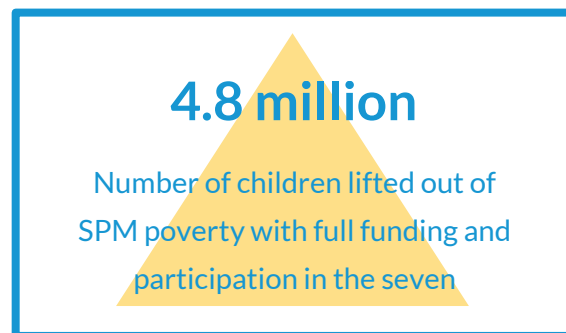 4.8 million
Number of children lifted out of
SPM poverty with full funding and
participation in the seven